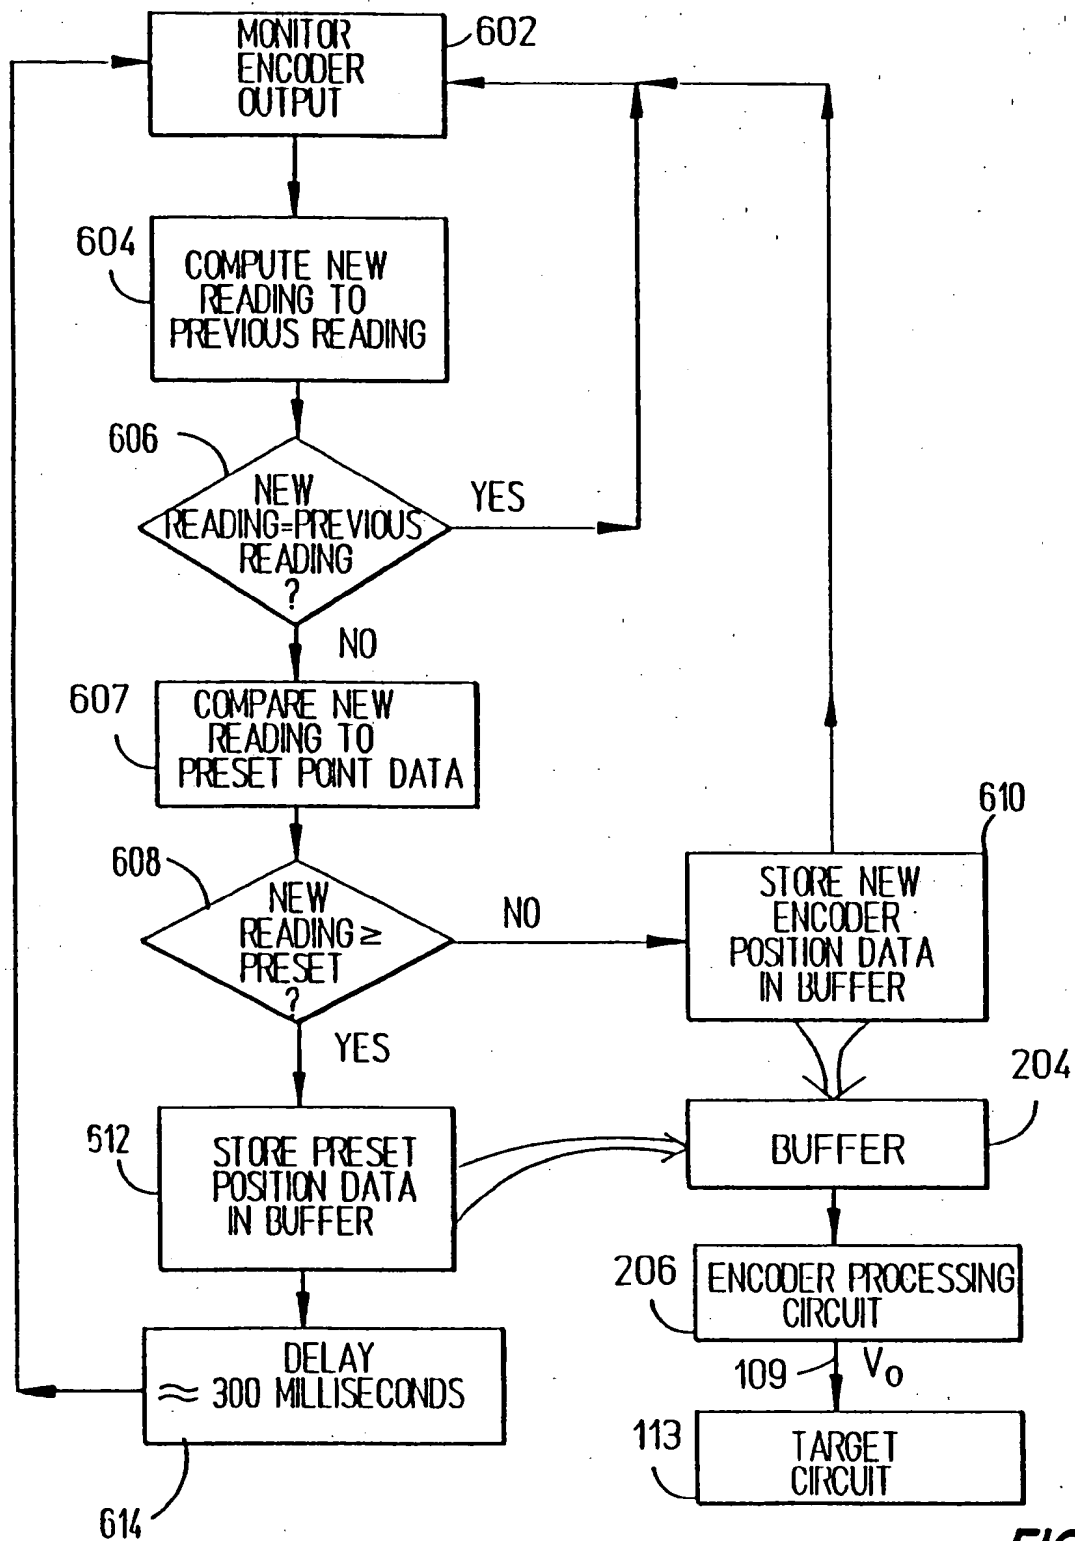 MONITOR
ENCODER
OUTPUT
602
604
COMPUTE NEW
READING TO
PREVIOUS READING
606
NEW
READING=PREVIOUS
READING
?
YES
NO
607
COMPARE NEW
READING TO
PRESET POINT DATA
608
NEW
READING ≥
PRESET
?
NO
YES
610
STORE NEW
ENCODER
POSITION DATA
IN BUFFER
204
BUFFER
612
STORE PRESET
POSITION DATA
IN BUFFER
206
ENCODER PROCESSING
CIRCUIT
109
V₀
DELAY
≈ 300 MILLISECONDS
614
113
TARGET
CIRCUIT